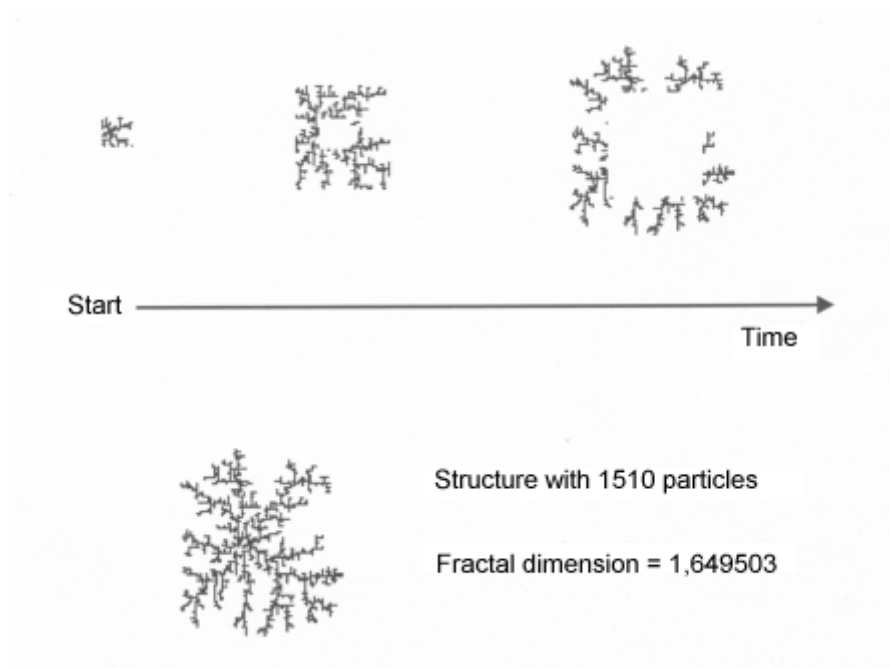 Start
Time
Structure with 1510 particles
Fractal dimension = 1,649503